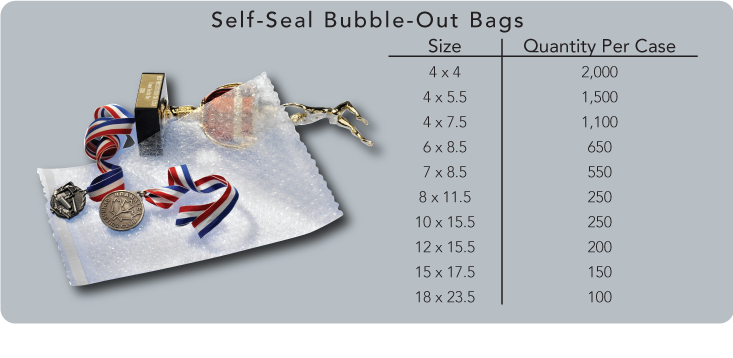 Self-Seal Bubble-Out Bags
Size Quantity Per Case
4 x 4 2,000
4 x 5.5 1,500
4 x 7.5 1,100
6 x 8.5 650
7 x 8.5 550
8 x 11.5 250
10 x 15.5 250
12 x 15.5 200
15 x 17.5 150
18 x 23.5 100